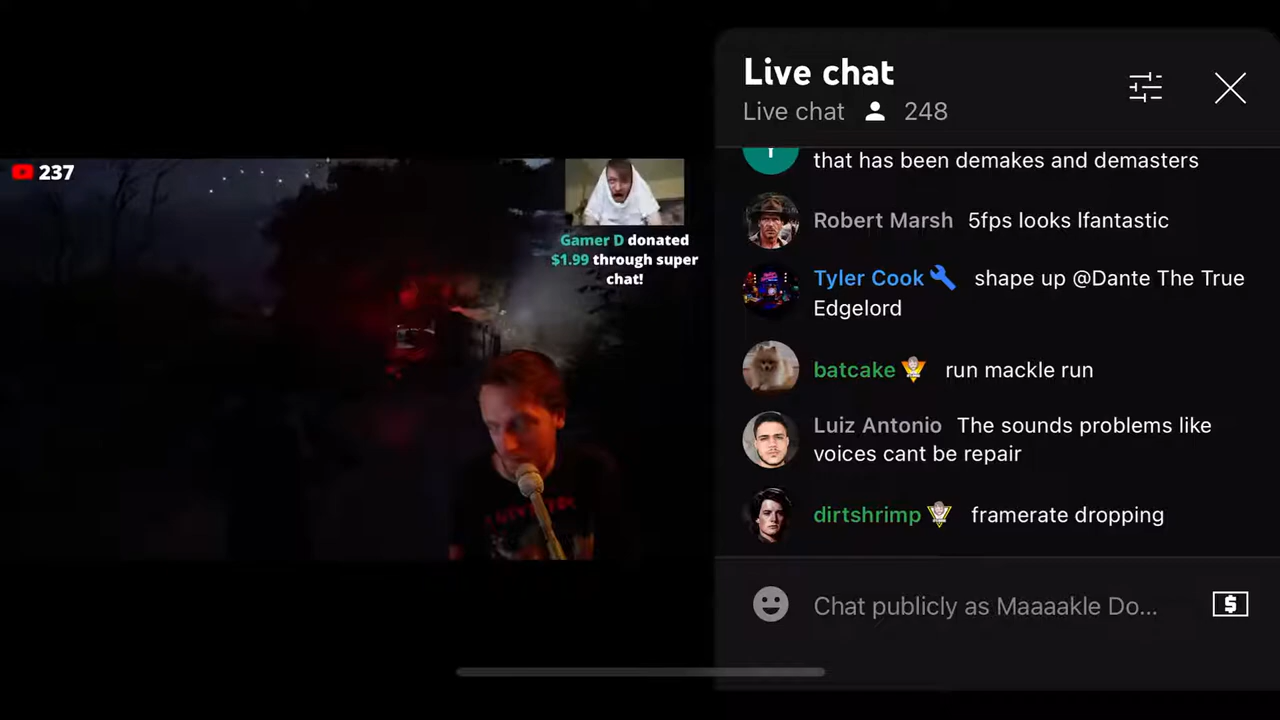 237
Gamer D donated
$1.99 through super
chat!
Live chat
Live chat 248
that has been demakes and demasters
Robert Marsh 5fps looks lfantastic
Tyler Cook shape up @Dante The True
Edgelord
batcake run mackle run
Luiz Antonio The sounds problems like
voices cant be repair
dirtshrimp framerate dropping
Chat publicly as Maaaakle Do...